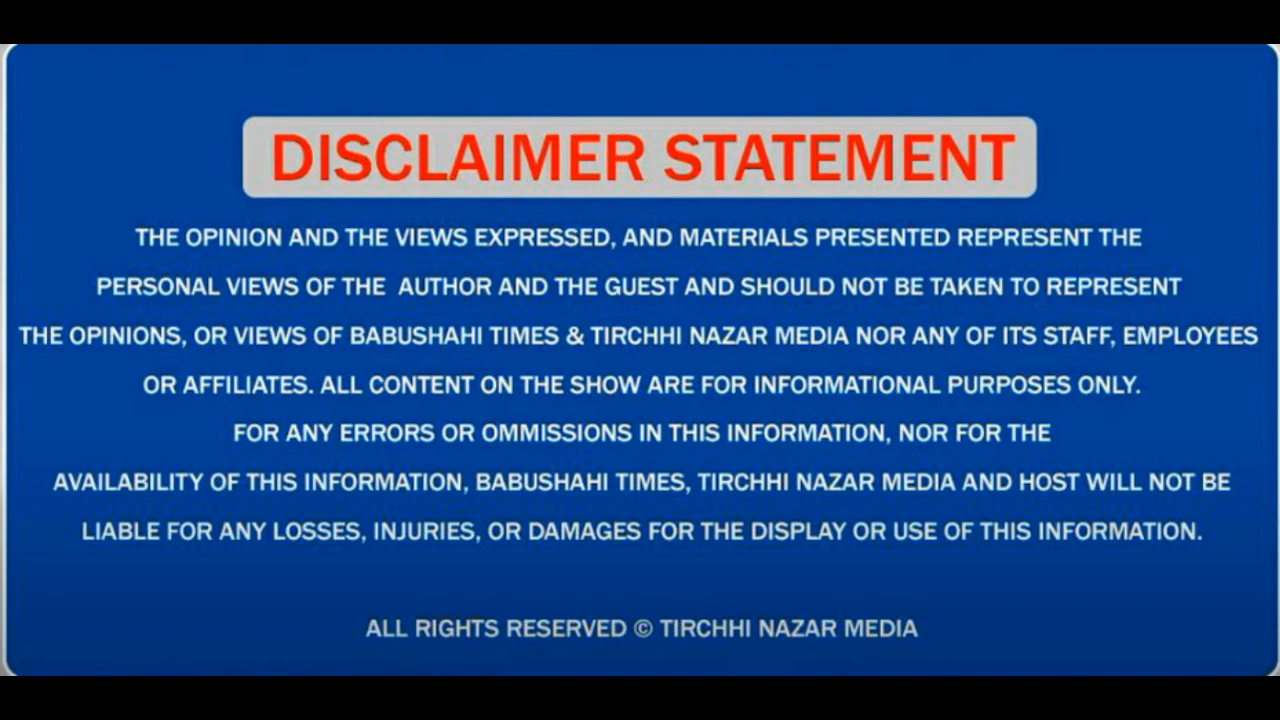 DISCLAIMER STATEMENT
THE OPINION AND THE VIEWS EXPRESSED, AND MATERIALS PRESENTED REPRESENT THE
PERSONAL VIEWS OF THE AUTHOR AND THE GUEST AND SHOULD NOT BE TAKEN TO REPRESENT
THE OPINIONS, OR VIEWS OF BABUSHAHI TIMES & TIRCHHI NAZAR MEDIA NOR ANY OF ITS STAFF, EMPLOYEES
OR AFFILIATES. ALL CONTENT ON THE SHOW ARE FOR INFORMATIONAL PURPOSES ONLY.
FOR ANY ERRORS OR OMMISSIONS IN THIS INFORMATION, NOR FOR THE
AVAILABILITY OF THIS INFORMATION, BABUSHAHI TIMES, TIRCHHI NAZAR MEDIA AND HOST WILL NOT BE
LIABLE FOR ANY LOSSES, INJURIES, OR DAMAGES FOR THE DISPLAY OR USE OF THIS INFORMATION.
ALL RIGHTS RESERVED © TIRCHHI NAZAR MEDIA